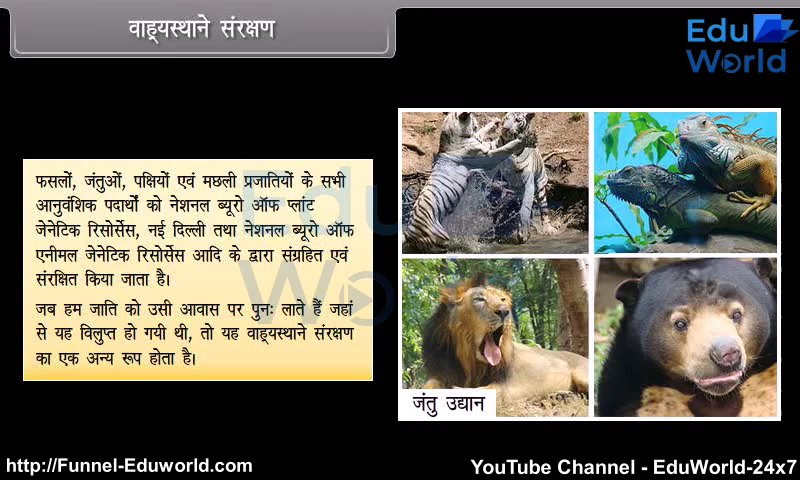 वाह्यस्थाने संरक्षण
Edu
World
फसलों, जंतुओं, पक्षियों एवं मछली प्रजातियों के सभी
आनुवंशिक पदार्थों को नेशनल ब्यूरो ऑफ प्लांट
जेनेटिक रिसोर्सेस, नई दिल्ली तथा नेशनल ब्यूरो ऑफ
एनीमल जेनेटिक रिसोर्सेस आदि के द्वारा संग्रहित एवं
संरक्षित किया जाता है।
जब हम जाति को उसी आवास पर पुनः लाते हैं जहां
से यह विलुप्त हो गयी थी, तो यह वाह्यस्थाने संरक्षण
का एक अन्य रूप होता है।
Edu
World
जंतु उद्यान
http://Funnel-Eduworld.com
YouTube Channel - EduWorld-24x7